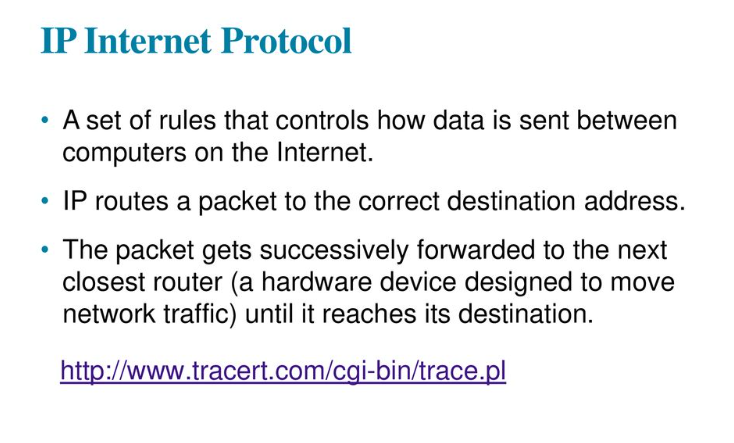 IP Internet Protocol
• A set of rules that controls how data is sent between
computers on the Internet.
• IP routes a packet to the correct destination address.
• The packet gets successively forwarded to the next
closest router (a hardware device designed to move
network traffic) until it reaches its destination.
http://www.tracert.com/cgi-bin/trace.pl